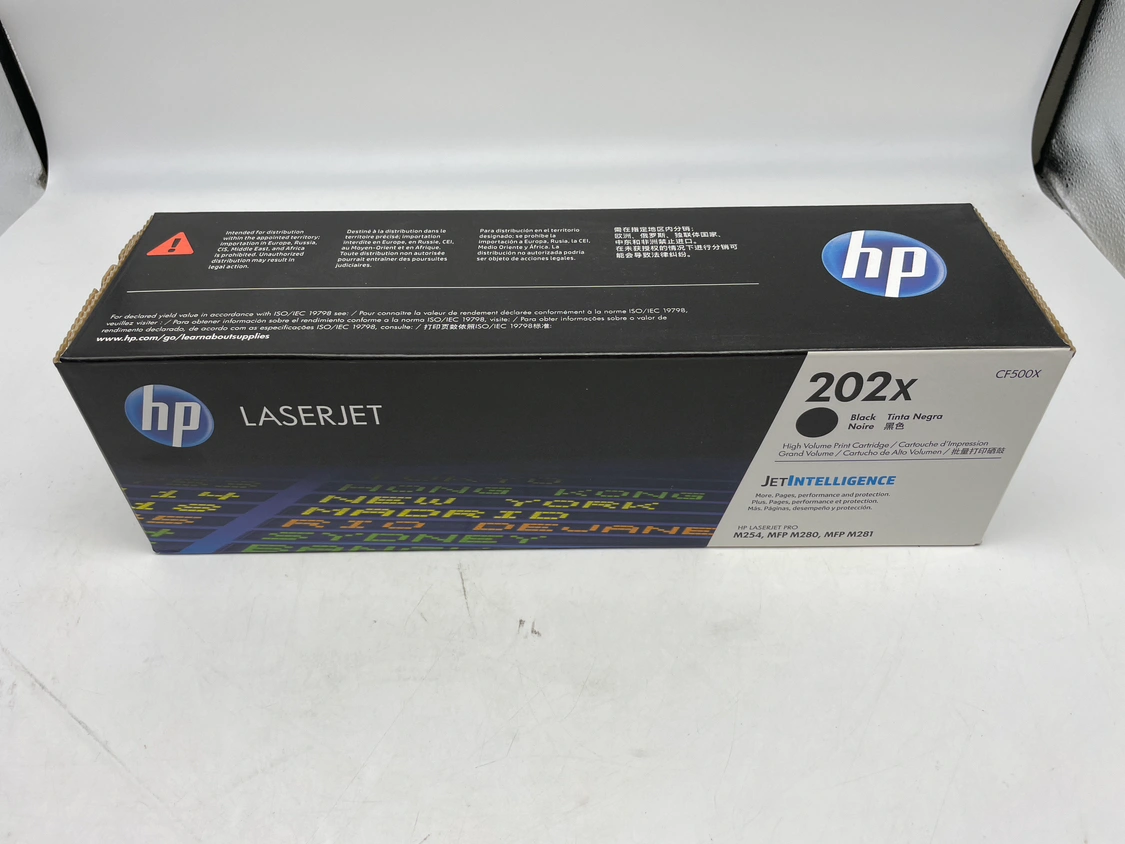 Intended for distribution
within the appointed territory;
importation in Europe, Russia,
CIS, Middle East, and Africa
is prohibited. Unauthorized
distribution may result in
legal action.
Destiné à la distribution dans le
territoire précisé; importation
interdite en Europe, en Russie, CEI,
au Moyen-Orient et en Afrique.
Toute distribution non autorisée
pourrait entraîner des poursuites
judiciaires.
Para distribución en el territorio
designado; se prohíbe la
importación a Europa, Rusia, la CEI,
Medio Oriente y África. La
distribución no autorizada podría
ser objeto de acciones legales.
需在指定地区内分销;
欧洲、俄罗斯、独联体国家、
中东和非洲禁止进口。
在未获授权的情况下进行分销可
能会导致法律纠纷。
hp
For declared yield value in accordance with ISO/IEC 19798 see: / Pour connaître la valeur de rendement déclarée conformément à la norme ISO/IEC 19798,
veuillez visiter : / Para obtener información sobre el rendimiento conforme a la norma ISO/IEC 19798, visite: / Para obter informações sobre o valor de
rendimento declarado, de acordo com as especificações ISO/IEC 19798, consulte: / 打印页数依照ISO/IEC 19798标准:
www.hp.com/go/learnaboutsupplies
hp LASERJET
202x
CF500X
Black Tinta Negra
Noire 黑色
High Volume Print Cartridge / Cartouche d'Impression
Grand Volume / Cartucho de Alto Volumen / 批量打印硒鼓
JETINTELLIGENCE
More, Pages, performance and protection.
Plus. Pages, performance et protection.
Más. Páginas, desempeño y protección.
HP LASERJET PRO
M254, MFP M280, MFP M281
HONG KONG
14 NEW YORK
MADRID
RIO DEJANE
SYDNEY